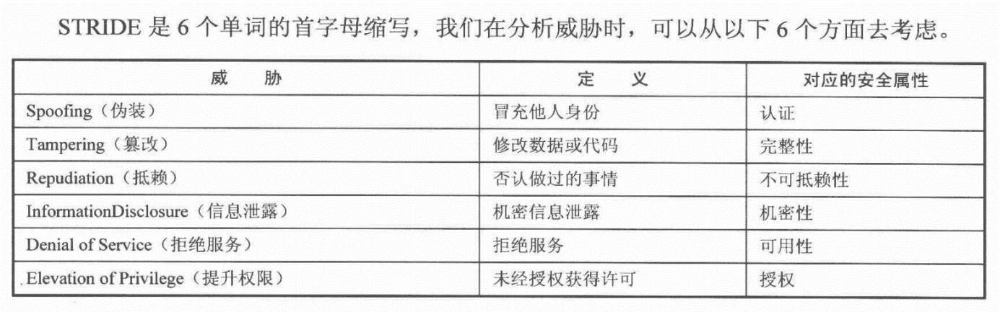 STRIDE 是 6 个单词的首字母缩写，我们在分析威胁时，可以从以下 6 个方面去考虑。
威 胁 定 义 对应的安全属性
Spoofing（伪装） 冒充他人身份 认证
Tampering（篡改） 修改数据或代码 完整性
Repudiation（抵赖） 否认做过的事情 不可抵赖性
InformationDisclosure（信息泄露） 机密信息泄露 机密性
Denial of Service（拒绝服务） 拒绝服务 可用性
Elevation of Privilege（提升权限） 未经授权获得许可 授权